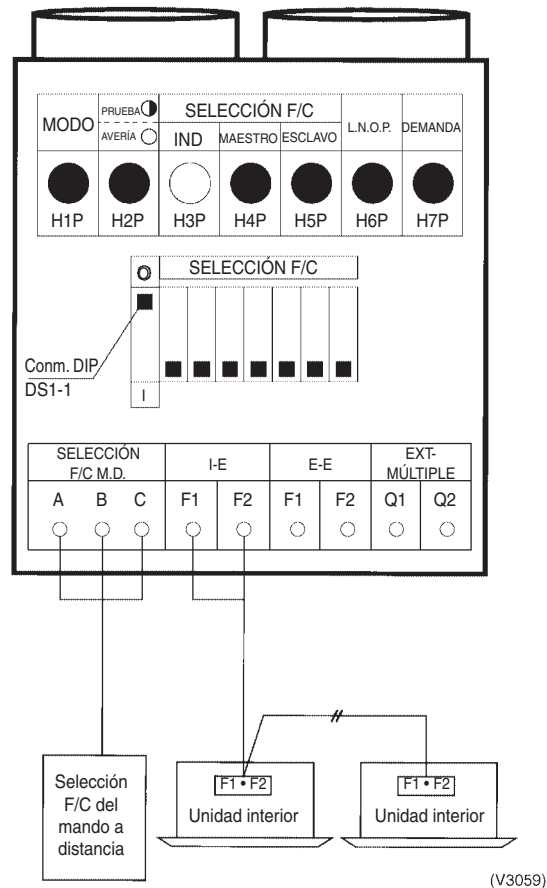 MODO
PRUEBA
AVERÍA
SELECCIÓN F/C
IND
MAESTRO
ESCLAVO
L.N.O.P.
DEMANDA
H1P
H2P
H3P
H4P
H5P
H6P
H7P
O
SELECCIÓN F/C
Conm. DIP
DS1-1
I
SELECCIÓN
F/C M.D.
I-E
E-E
EXT-
MÚLTIPLE
A
B
C
F1
F2
F1
F2
Q1
Q2
Selección
F/C del
mando a
distancia
F1 • F2
Unidad interior
F1 • F2
Unidad interior
(V3059)